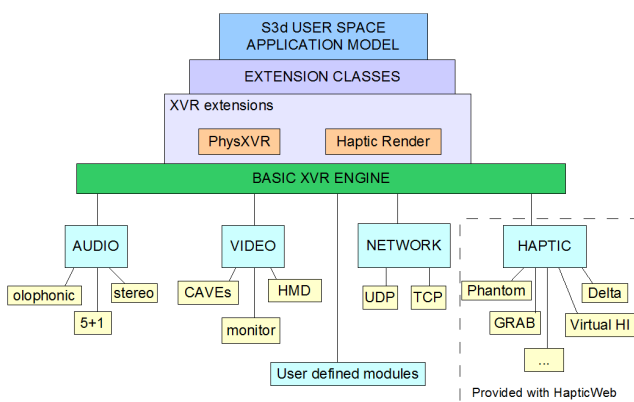 S3d USER SPACE
APPLICATION MODEL
EXTENSION CLASSES
XVR extensions
PhysXVR
Haptic Render
BASIC XVR ENGINE
AUDIO
VIDEO
NETWORK
HAPTIC
olophonic
5+1
stereo
CAVEs
monitor
HMD
UDP
TCP
Phantom
GRAB
...
Virtual HI
Delta
User defined modules
Provided with HapticWeb